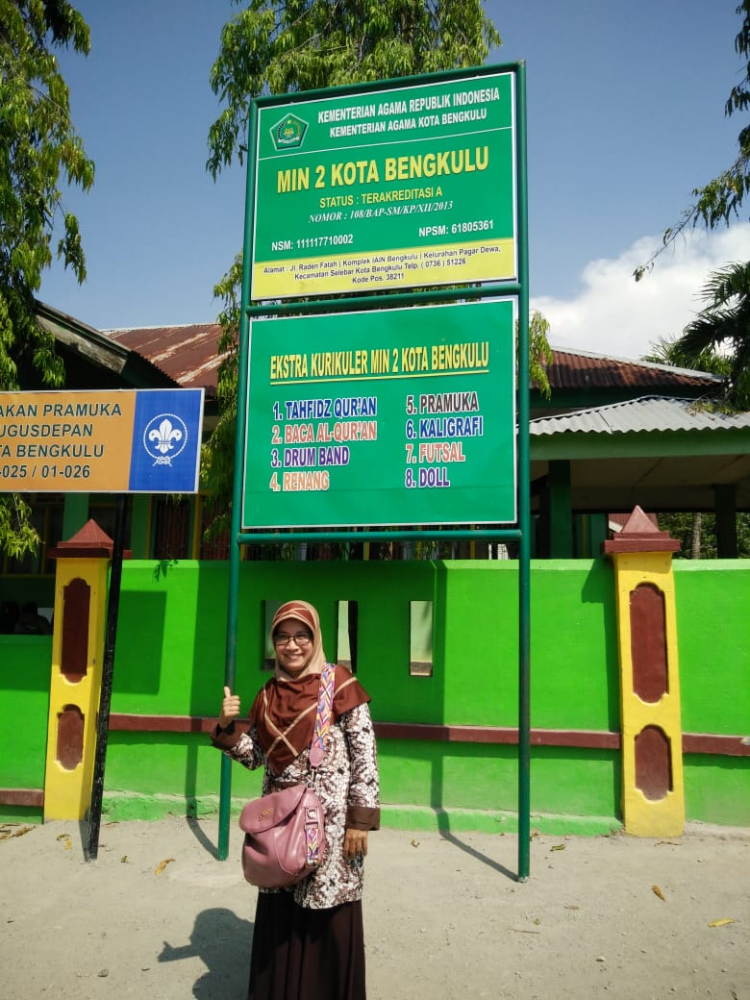 KEMENTERIAN AGAMA REPUBLIK INDONESIA
KEMENTERIAN AGAMA KOTA BENGKULU
MIN 2 KOTA BENGKULU
STATUS : TERAKREDITASI A
NOMOR : 108/BAP-SM/KP/XII/2013
NSM: 111117710002 NPSM: 61805361
Alamat : Jl. Raden Fatah ( Komplek IAIN Bengkulu ) Kelurahan Pagar Dewa,
Kecamatan Selebar Kota Bengkulu Telp. ( 0736 ) 51226
Kode Pos. 38211
EKSTRA KURIKULER MIN 2 KOTA BENGKULU
1. TAHFIDZ QUR'AN
2. BACA AL-QUR'AN
3. DRUM BAND
4. RENANG
5. PRAMUKA
6. KALIGRAFI
7. FUTSAL
8. DOLL
AKAN PRAMUKA
UGUSDEPAN
TA BENGKULU
-025 / 01-026